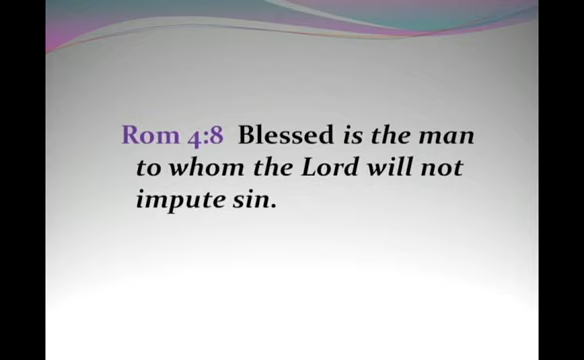 Rom 4:8 Blessed is the man
to whom the Lord will not
impute sin.